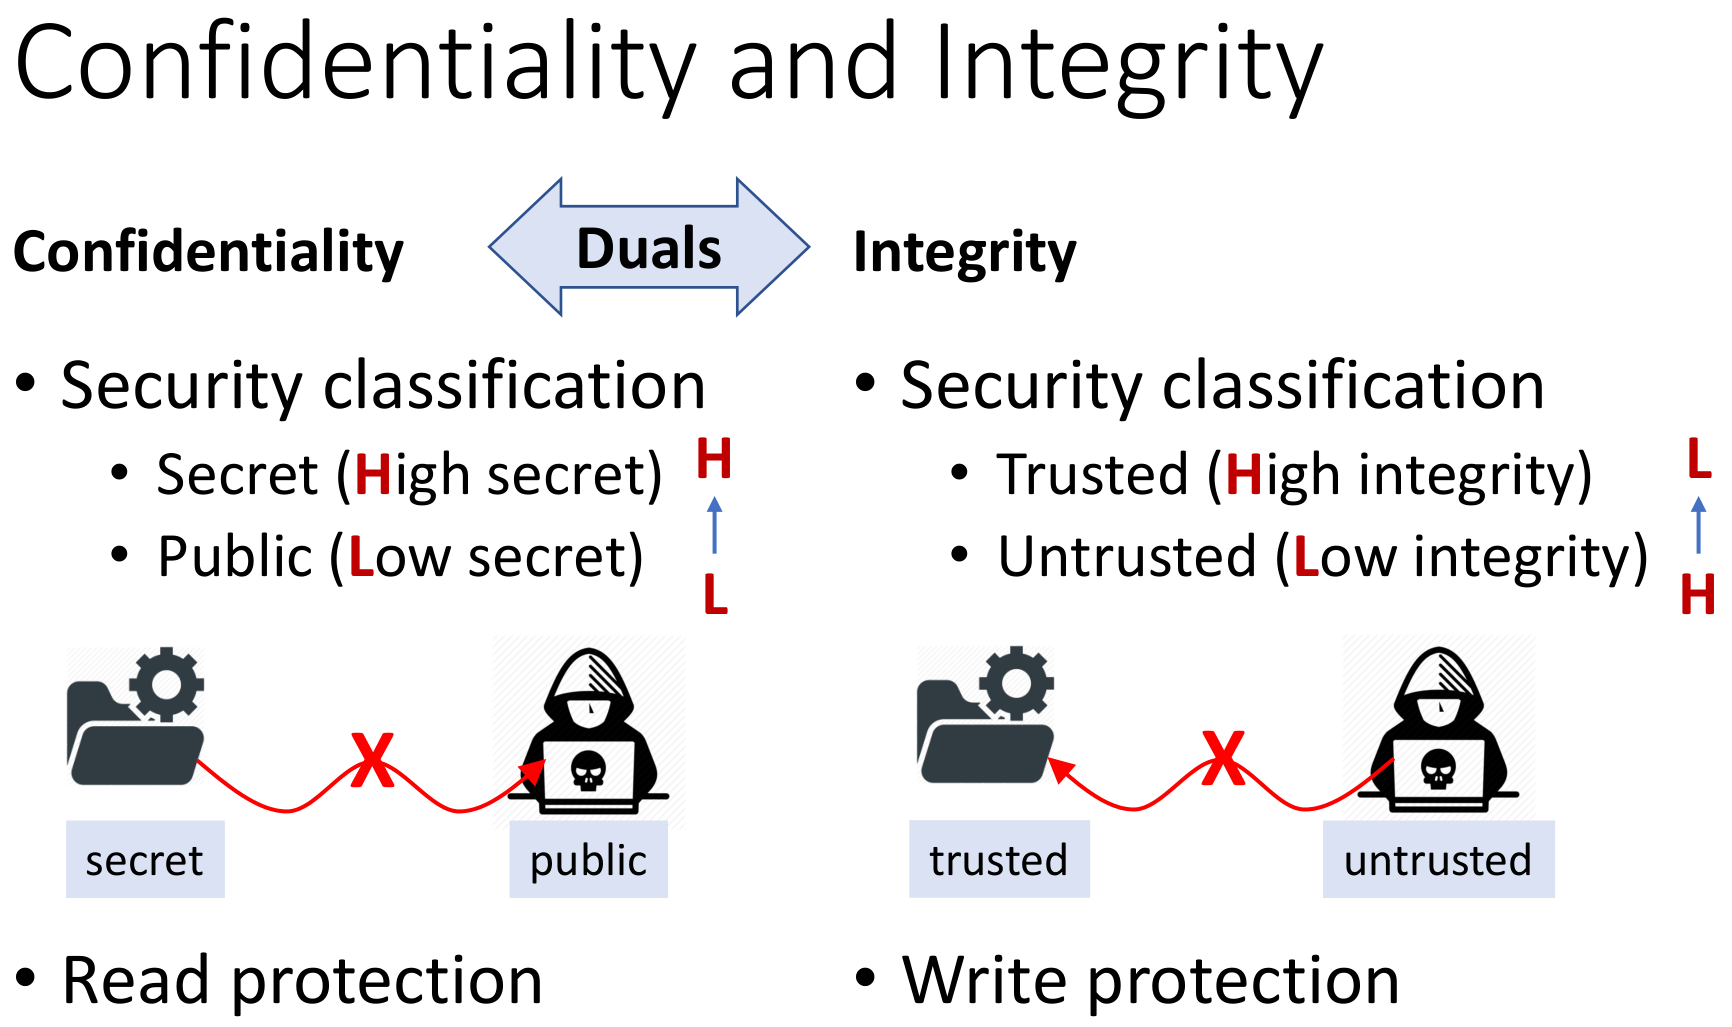 Confidentiality and Integrity
Confidentiality
Duals
Integrity
• Security classification
• Secret (High secret)
• Public (Low secret)
H
L
secret
X
public
• Read protection
• Security classification
• Trusted (High integrity)
• Untrusted (Low integrity)
L
H
trusted
X
untrusted
• Write protection